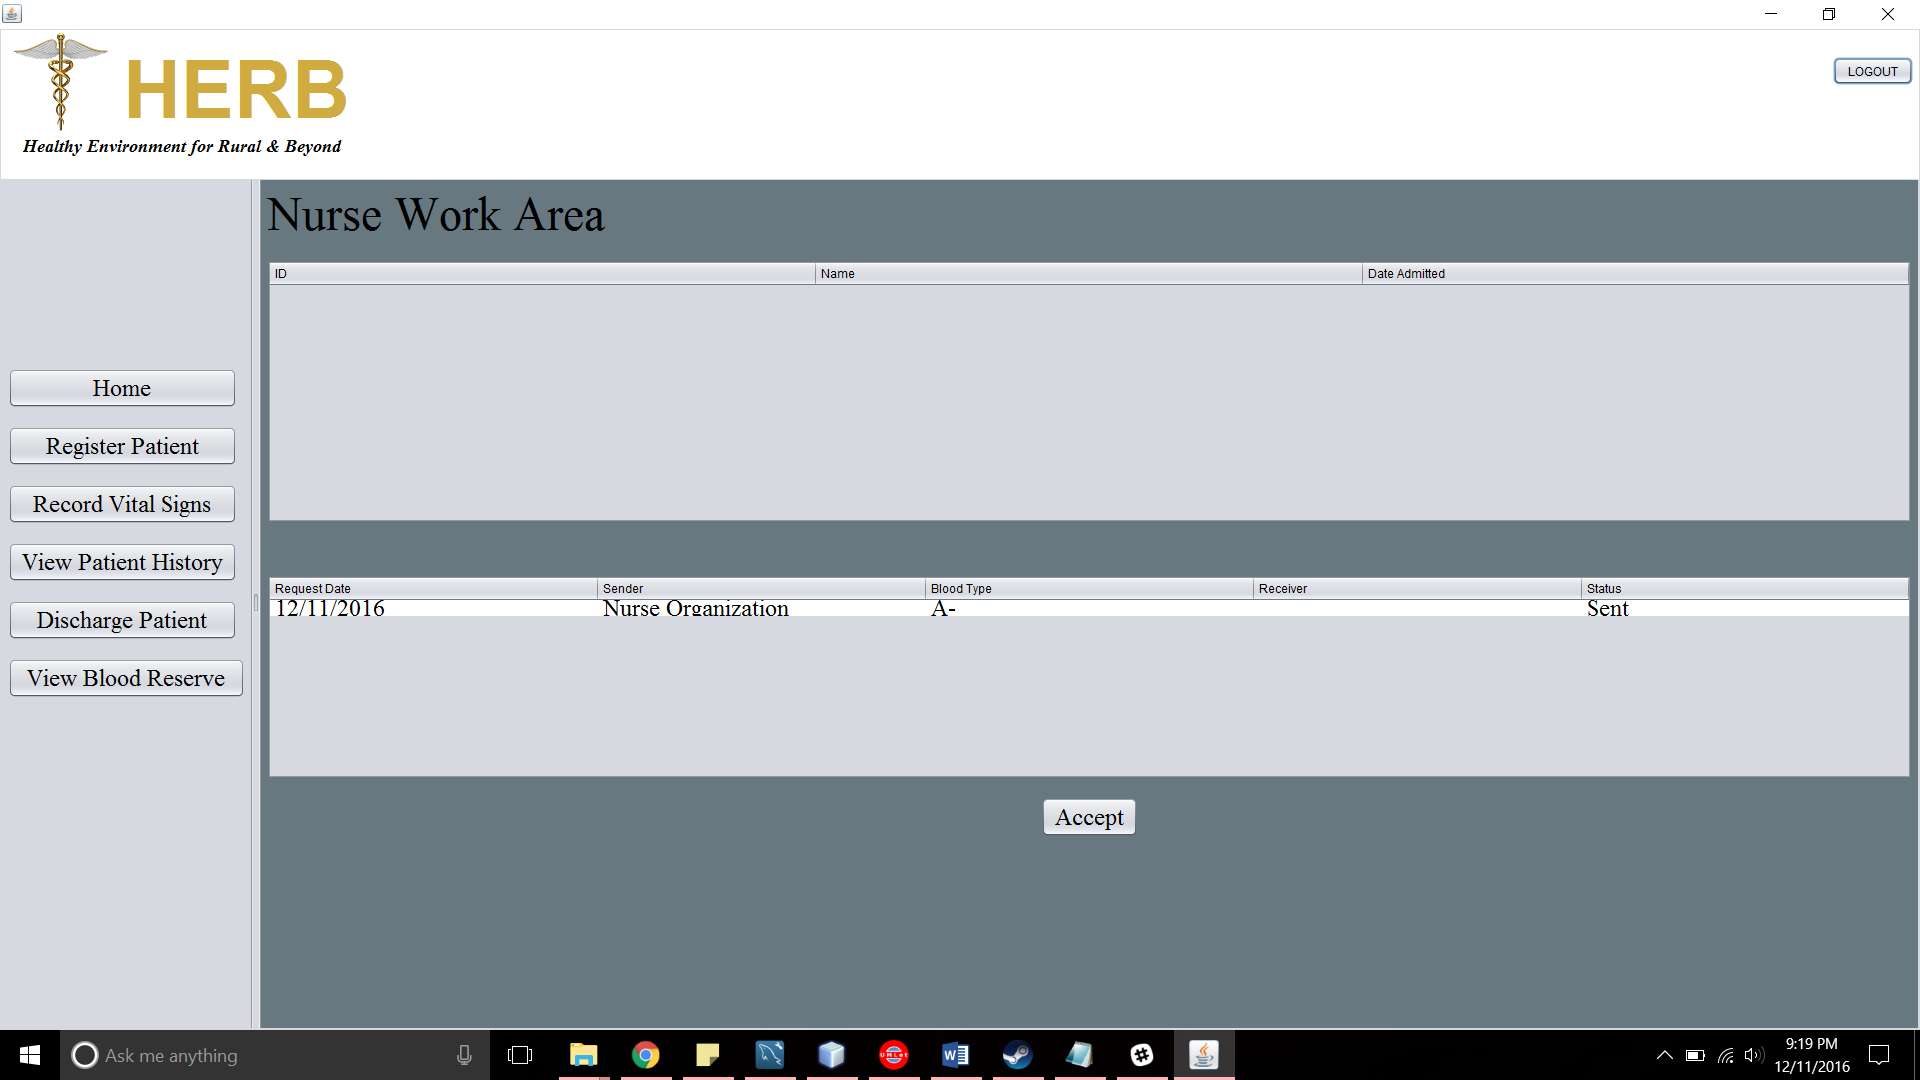 HERB
Healthy Environment for Rural & Beyond
LOGOUT
Nurse Work Area
ID Name Date Admitted
Home
Register Patient
Record Vital Signs
View Patient History
Discharge Patient
View Blood Reserve
Request Date Sender Blood Type Receiver Status
12/11/2016 Nurse Organization A- Sent
Accept
Ask me anything
UMLet
9:19 PM
12/11/2016